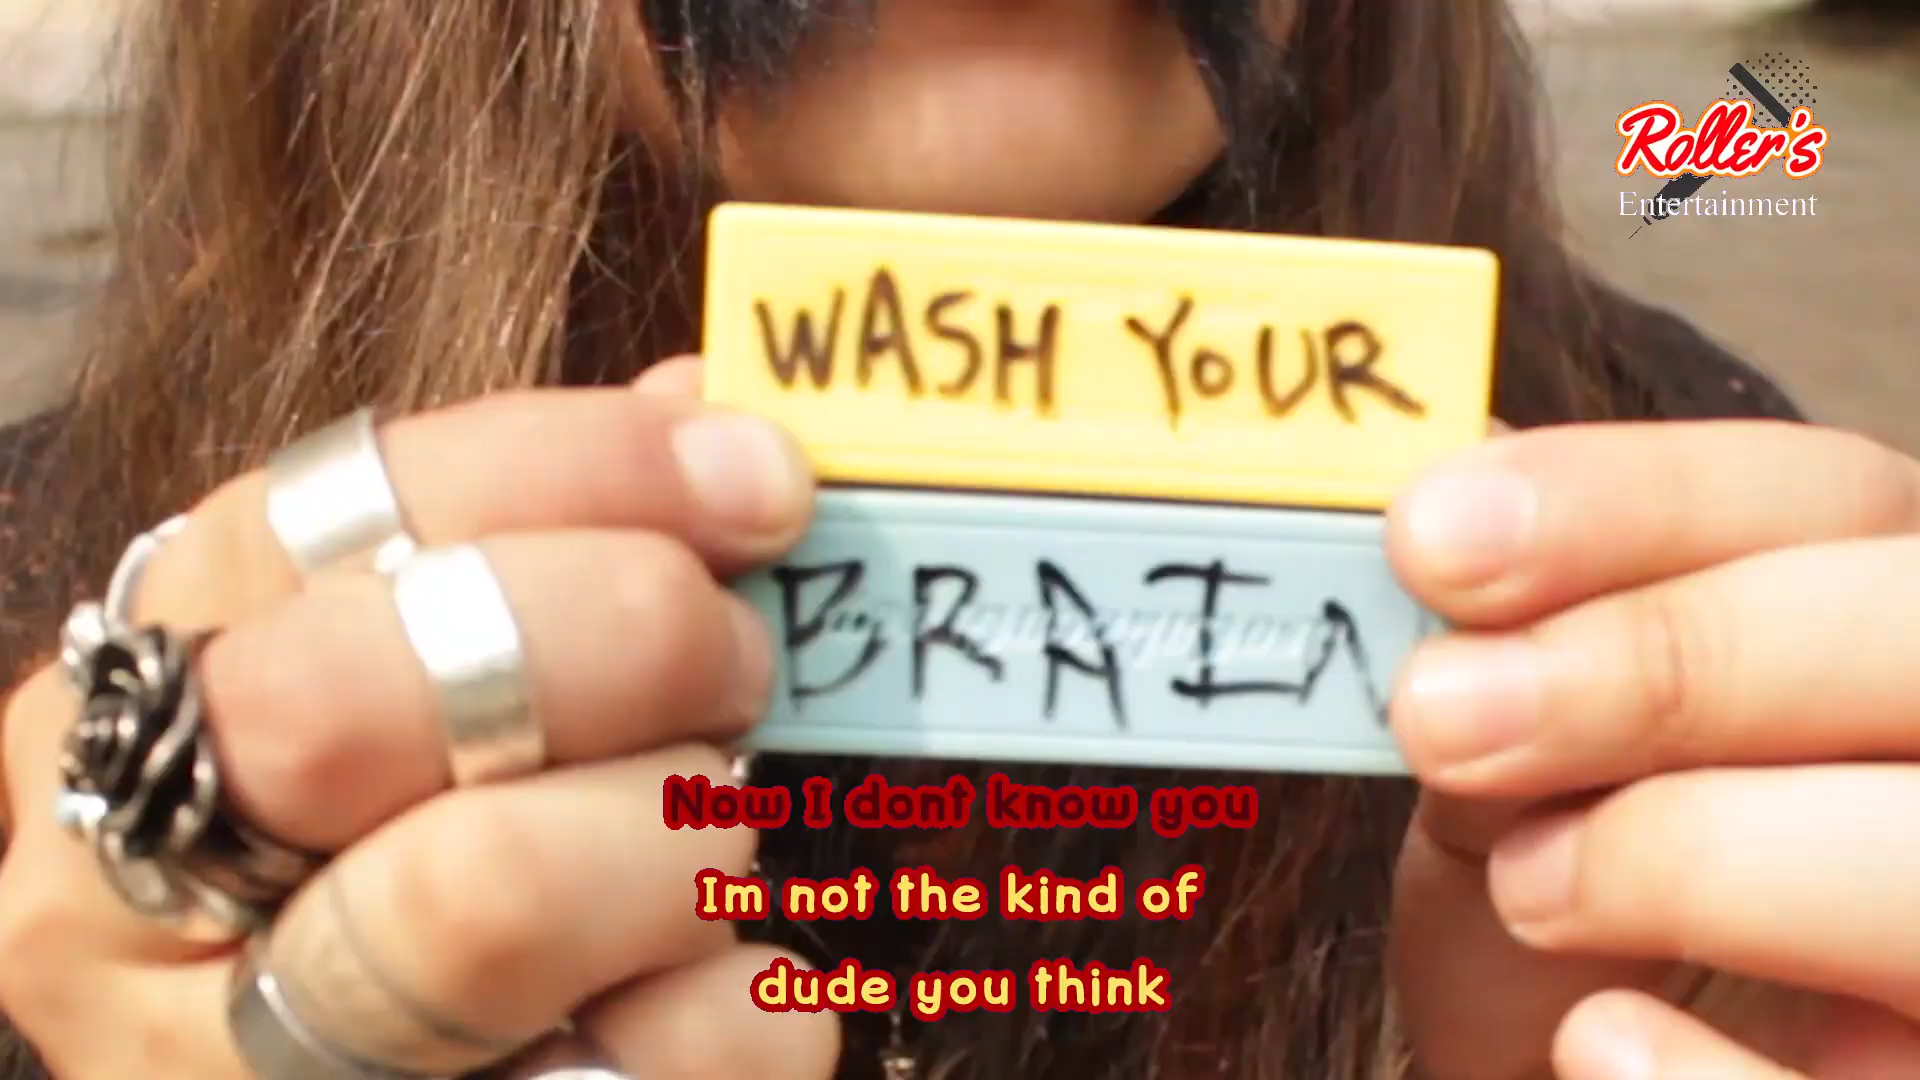 Roller's
Entertainment
WASH YOUR
BRAIN
Now I dont know you
Im not the kind of
dude you think